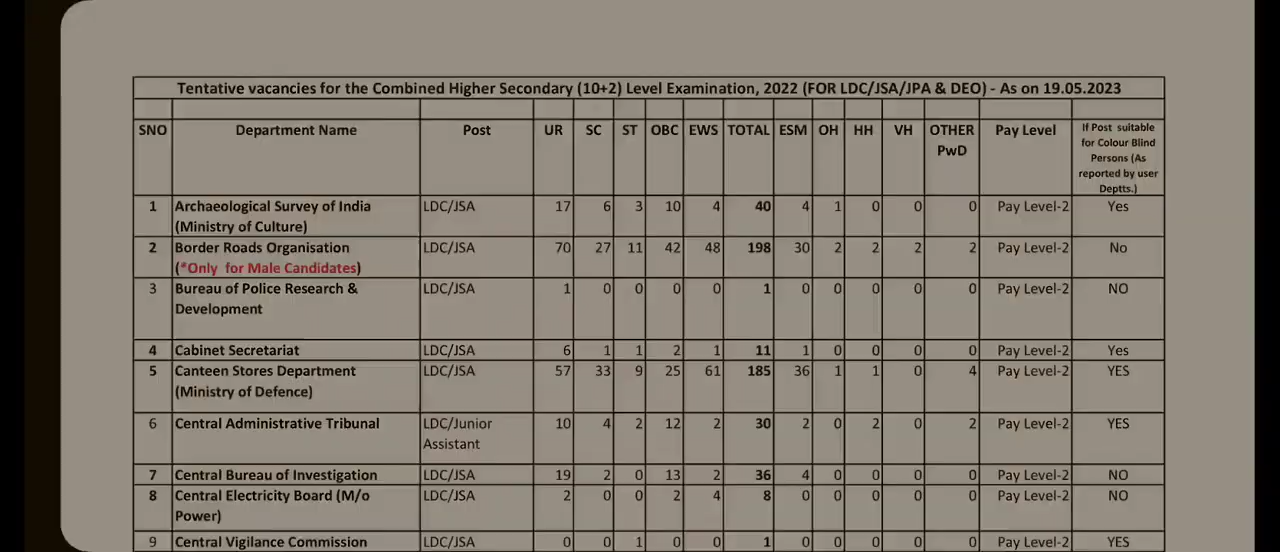 Tentative vacancies for the Combined Higher Secondary (10+2) Level Examination, 2022 (FOR LDC/JSA/JPA & DEO) - As on 19.05.2023
SNO Department Name Post UR SC ST OBC EWS TOTAL ESM OH HH VH OTHER PwD Pay Level If Post suitable for Colour Blind Persons (As reported by user Deptts.)
1 Archaeological Survey of India (Ministry of Culture) LDC/JSA 17 6 3 10 4 40 4 1 0 0 0 Pay Level-2 Yes
2 Border Roads Organisation (*Only for Male Candidates) LDC/JSA 70 27 11 42 48 198 30 2 2 2 2 Pay Level-2 No
3 Bureau of Police Research & Development LDC/JSA 1 0 0 0 0 1 0 0 0 0 0 Pay Level-2 NO
4 Cabinet Secretariat LDC/JSA 6 1 1 2 1 11 1 0 0 0 0 Pay Level-2 Yes
5 Canteen Stores Department (Ministry of Defence) LDC/JSA 57 33 9 25 61 185 36 1 1 0 4 Pay Level-2 YES
6 Central Administrative Tribunal LDC/Junior Assistant 10 4 2 12 2 30 2 0 2 0 2 Pay Level-2 YES
7 Central Bureau of Investigation LDC/JSA 19 2 0 13 2 36 4 0 0 0 0 Pay Level-2 NO
8 Central Electricity Board (M/o Power) LDC/JSA 2 0 0 2 4 8 0 0 0 0 0 Pay Level-2 NO
9 Central Vigilance Commission LDC/JSA 0 0 1 0 0 1 0 0 0 0 0 Pay Level-2 YES